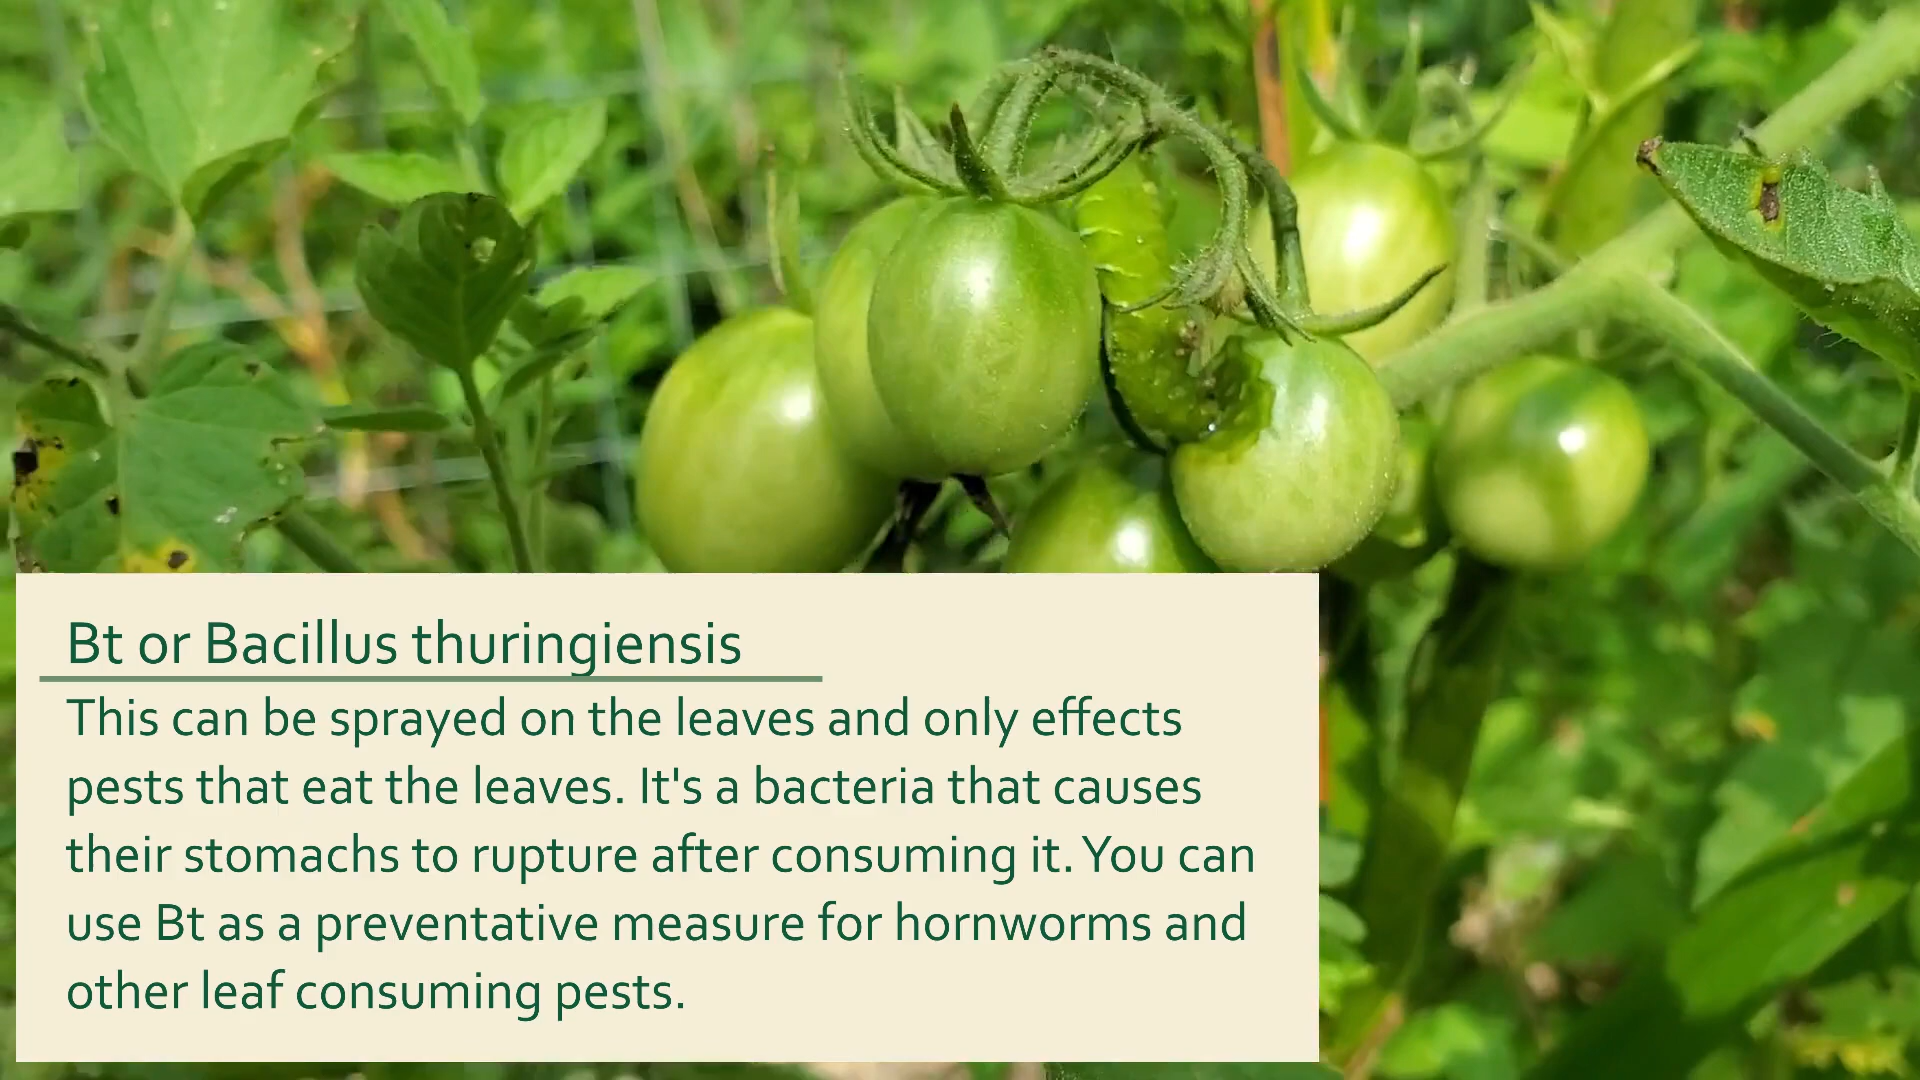 Bt or Bacillus thuringiensis
This can be sprayed on the leaves and only effects
pests that eat the leaves. It's a bacteria that causes
their stomachs to rupture after consuming it. You can
use Bt as a preventative measure for hornworms and
other leaf consuming pests.